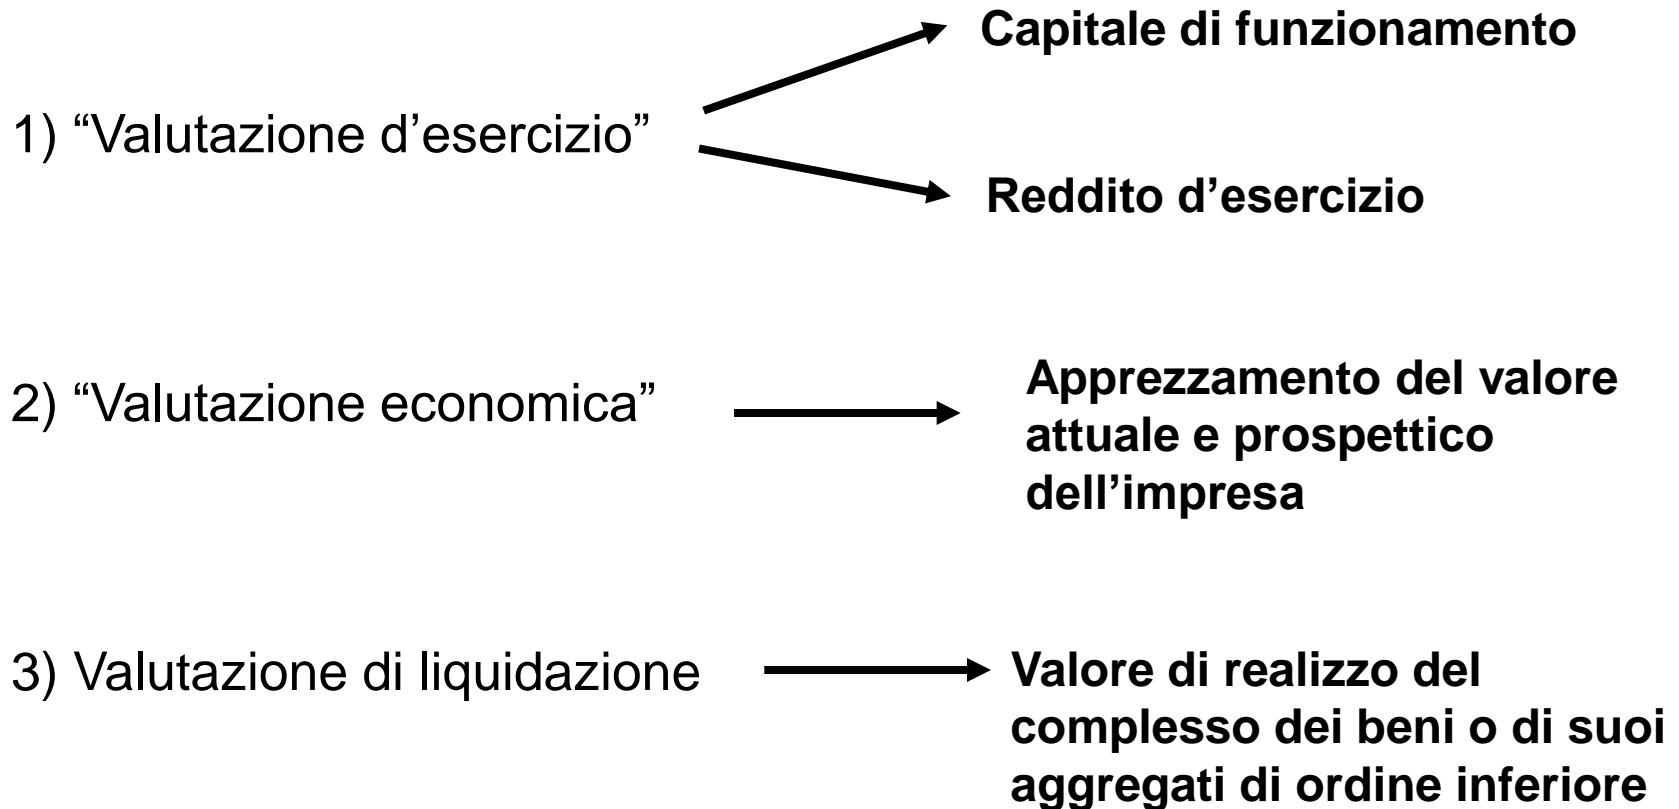 Capitale di funzionamento
1) “Valutazione d’esercizio”
Reddito d’esercizio
2) “Valutazione economica”
Apprezzamento del valore
attuale e prospettico
dell’impresa
3) Valutazione di liquidazione
Valore di realizzo del
complesso dei beni o di suoi
aggregati di ordine inferiore